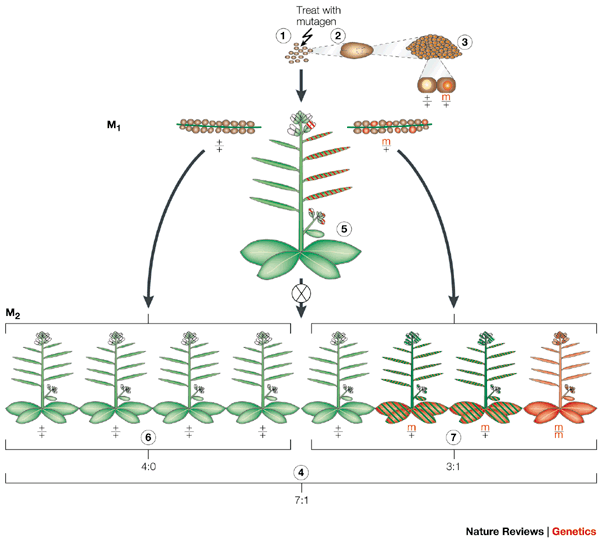 Treat with
mutagen
1
2
3
+
+
m
+
M1
+
+
m
+
5
M2
+
+
+
+
+
+
+
+
+
+
m
+
m
+
m
m
6
7
4:0
4
3:1
7:1
Nature Reviews | Genetics